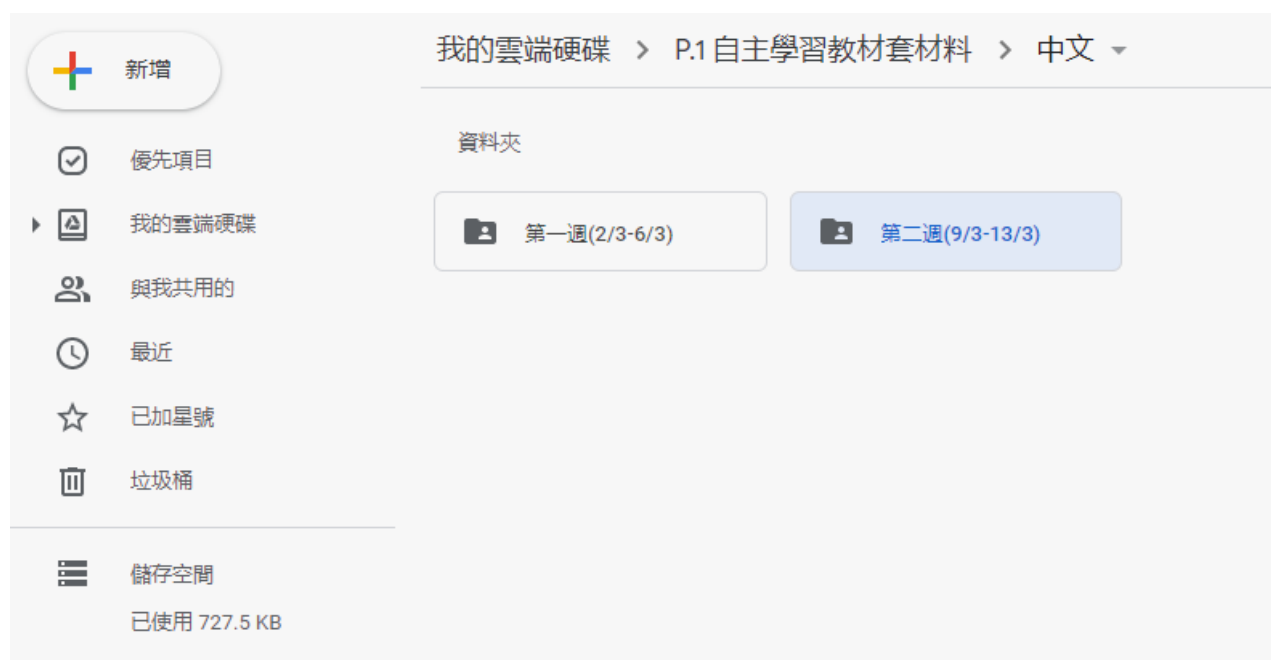 新增
優先項目
我的雲端硬碟
與我共用的
最近
已加星號
垃圾桶
儲存空間
已使用 727.5 KB
我的雲端硬碟 > P.1自主學習教材套材料 > 中文
資料夾
第一週(2/3-6/3)
第二週(9/3-13/3)